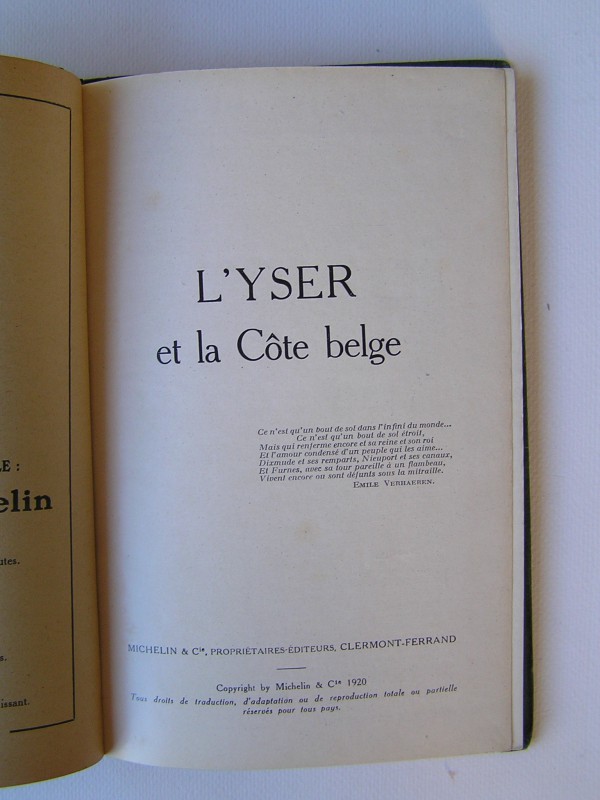 LE :
elin
utes.
s.
issant.
L'YSER
et la Côte belge
Ce n'est qu'un bout de sol dans l'infini du monde...
Ce n'est qu'un bout de sol étroit,
Mais qui renferme encore et sa reine et son roi
Et l'amour condensé d'un peuple qui les aime...
Dixmude et ses remparts, Nieuport et ses canaux,
Et Furnes, avec sa tour pareille à un flambeau,
Vivent encore ou sont défunts sous la mitraille.
EMILE VERHAEREN.
MICHELIN & Cie, PROPRIÉTAIRES-ÉDITEURS, CLERMONT-FERRAND
Copyright by Michelin & Cie 1920
Tous droits de traduction, d'adaptation ou de reproduction totale ou partielle
réservés pour tous pays.